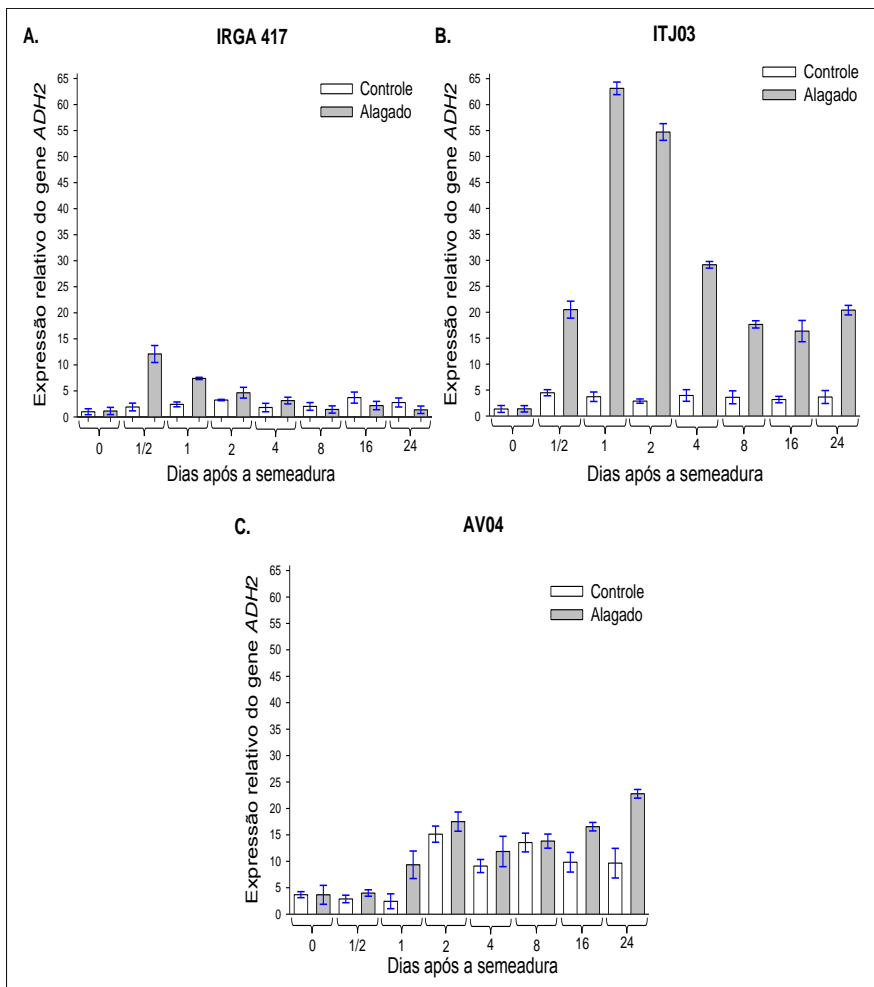 A.
IRGA 417
Controle
Alagado
Expressão relativo do gene ADH2
65
60
55
50
45
40
35
30
25
20
15
10
5
0
0 1/2 1 2 4 8 16 24
Dias após a semeadura
B.
ITJ03
Controle
Alagado
Expressão relativo do gene ADH2
65
60
55
50
45
40
35
30
25
20
15
10
5
0
0 1/2 1 2 4 8 16 24
Dias após a semeadura
C.
AV04
Controle
Alagado
Expressão relativo do gene ADH2
65
60
55
50
45
40
35
30
25
20
15
10
5
0
0 1/2 1 2 4 8 16 24
Dias após a semeadura